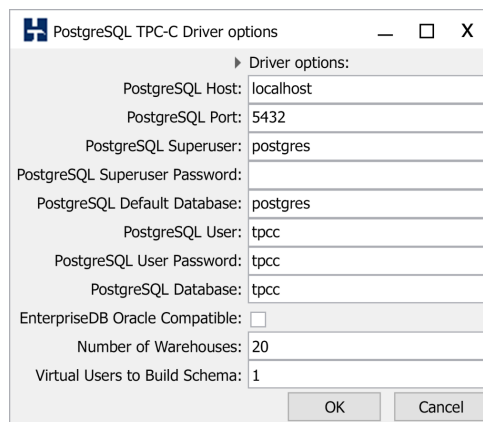 PostgreSQL TPC-C Driver options
Driver options:
PostgreSQL Host: localhost
PostgreSQL Port: 5432
PostgreSQL Superuser: postgres
PostgreSQL Superuser Password:
PostgreSQL Default Database: postgres
PostgreSQL User: tpcc
PostgreSQL User Password: tpcc
PostgreSQL Database: tpcc
EnterpriseDB Oracle Compatible:
Number of Warehouses: 20
Virtual Users to Build Schema: 1
OK Cancel